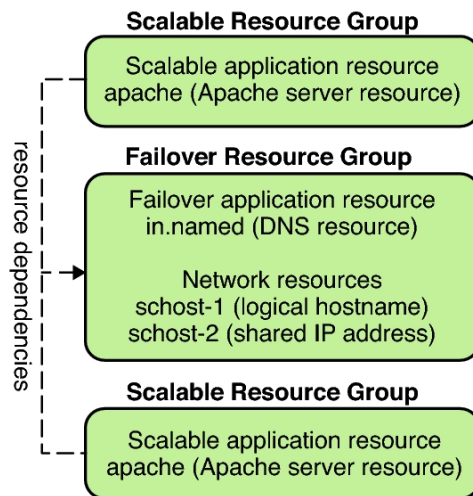 Scalable Resource Group
Scalable application resource
apache (Apache server resource)
resource dependencies
Failover Resource Group
Failover application resource
in.named (DNS resource)
Network resources
schost-1 (logical hostname)
schost-2 (shared IP address)
Scalable Resource Group
Scalable application resource
apache (Apache server resource)